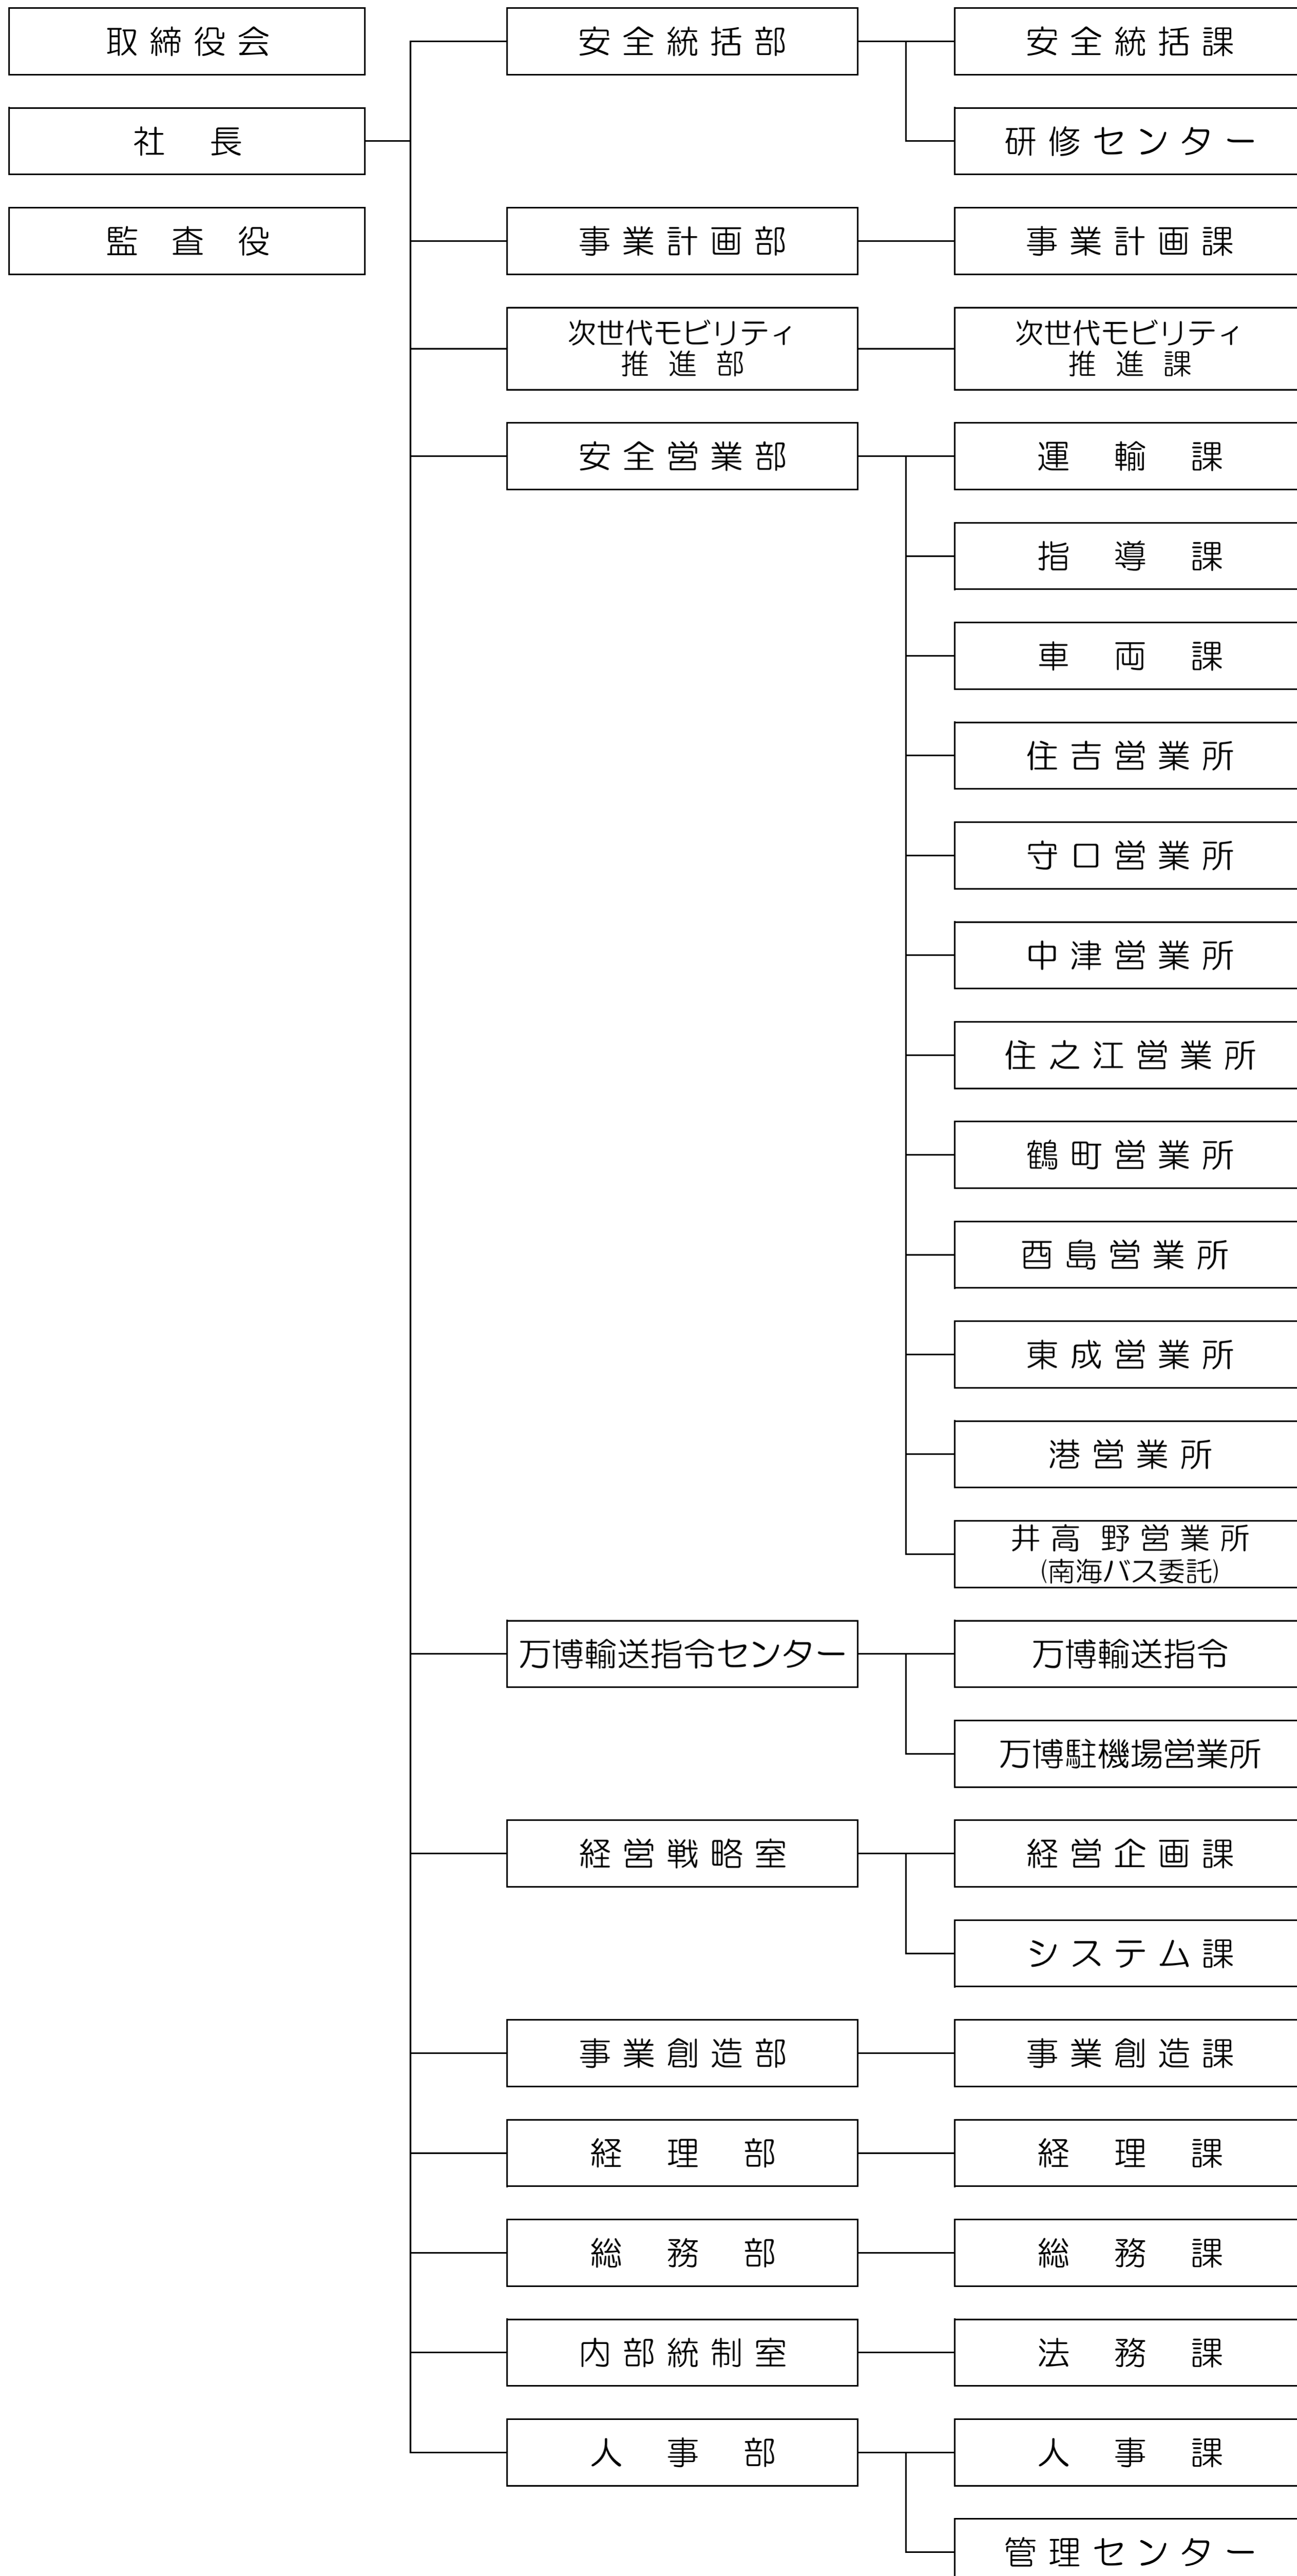 取締役会
社長
監査役
安全統括部
安全統括課
研修センター
事業計画部
事業計画課
次世代モビリティ
推進部
次世代モビリティ
推進課
安全営業部
運輸課
指導課
車両課
住吉営業所
守口営業所
中津営業所
住之江営業所
鶴町営業所
酉島営業所
東成営業所
港営業所
井高野営業所
(南海バス委託)
万博輸送指令センター
万博輸送指令
万博駐機場営業所
経営戦略室
経営企画課
システム課
事業創造部
事業創造課
経理部
経理課
総務部
総務課
内部統制室
法務課
人事部
人事課
管理センター